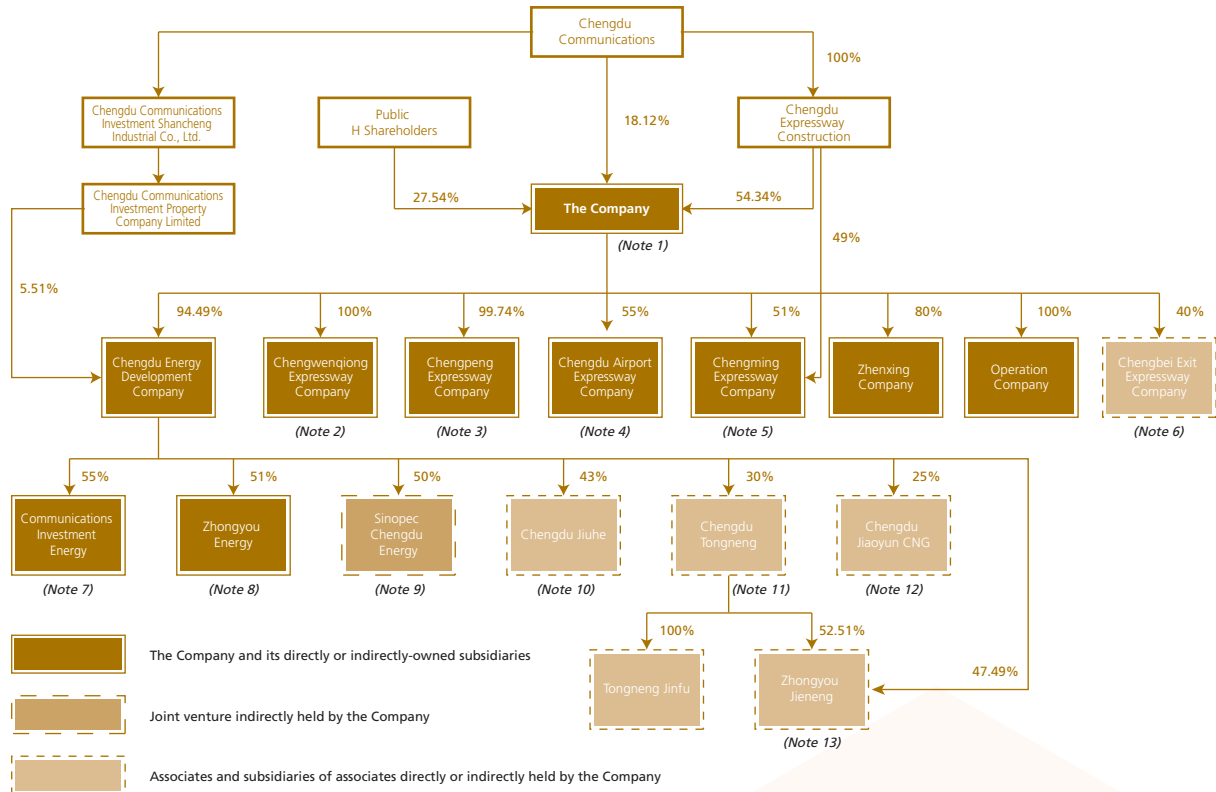 Chengdu
Communications
100%
Chengdu Communications
Investment Shancheng
Industrial Co., Ltd.
Public
H Shareholders
18.12%
Chengdu
Expressway
Construction
Chengdu Communications
Investment Property
Company Limited
27.54%
The Company
54.34%
(Note 1)
49%
5.51%
94.49%
100%
99.74%
55%
51%
80%
100%
40%
Chengdu Energy
Development
Company
Chengwenqiong
Expressway
Company
Chengpeng
Expressway
Company
Chengdu Airport
Expressway
Company
Chengming
Expressway
Company
Zhenxing
Company
Operation
Company
Chengbei Exit
Expressway
Company
(Note 2)
(Note 3)
(Note 4)
(Note 5)
(Note 6)
55%
51%
50%
43%
30%
25%
Communications
Investment
Energy
Zhongyou
Energy
Sinopec
Chengdu
Energy
Chengdu Jiuhe
Chengdu
Tongneng
Chengdu
Jiaoyun CNG
(Note 7)
(Note 8)
(Note 9)
(Note 10)
(Note 11)
(Note 12)
100%
52.51%
The Company and its directly or indirectly-owned subsidiaries
Tongneng Jinfu
Zhongyou
Jieneng
47.49%
Joint venture indirectly held by the Company
(Note 13)
Associates and subsidiaries of associates directly or indirectly held by the Company